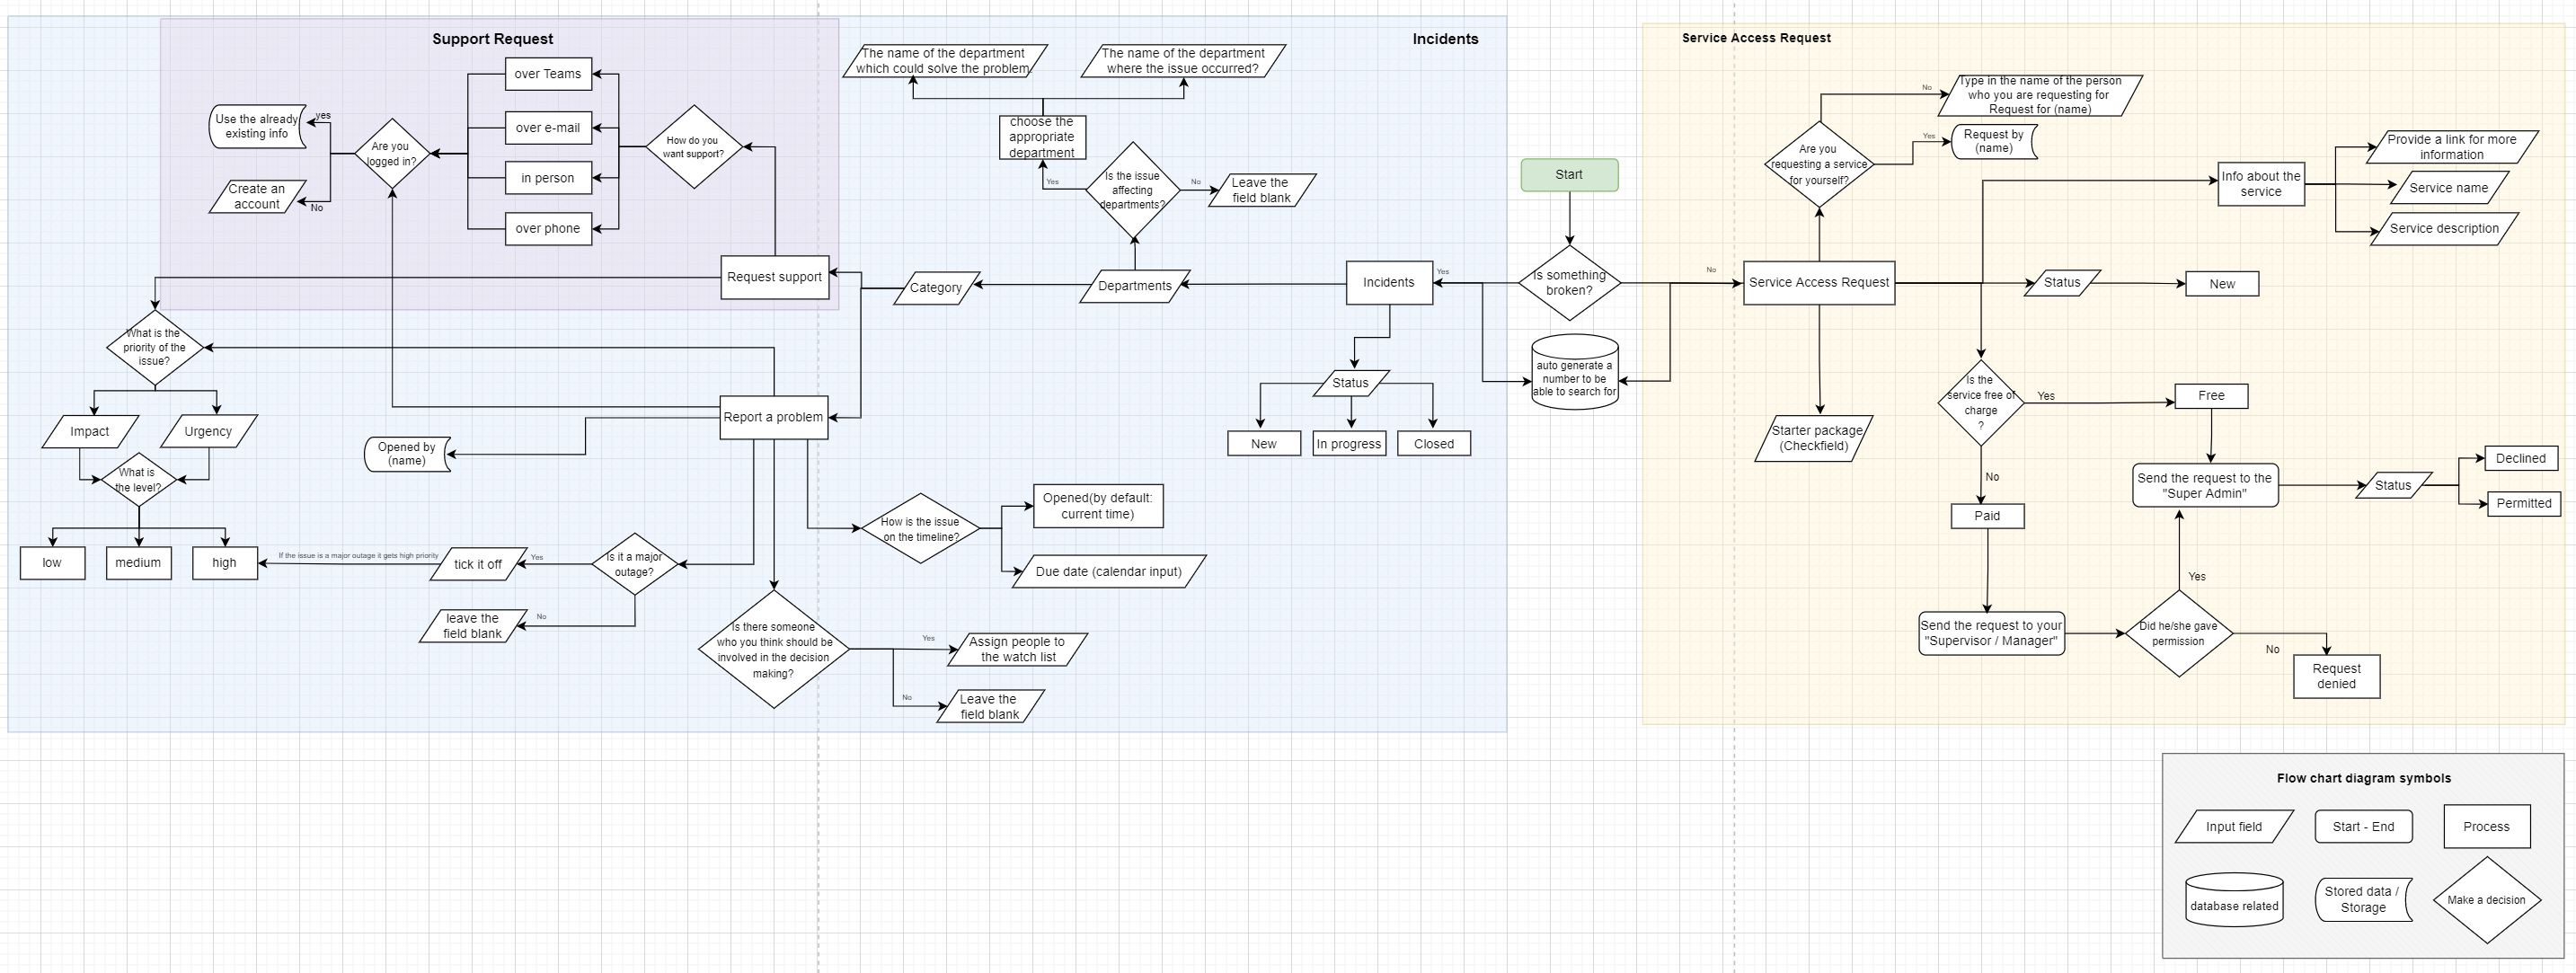 Support Request
over Teams
over e-mail
in person
over phone
Use the already
existing info
yes
Create an
account
No
Are you
logged in?
How do you
want support?
Request support
Incidents
The name of the department
which could solve the problem.
The name of the department
where the issue occurred?
choose the
appropriate
department
Yes
Is the issue
affecting
departments?
No
Leave the
field blank
Category
Departments
Incidents
Yes
Status
New
In progress
Closed
What is the
priority of the
issue?
Impact
Urgency
What is
the level?
low
medium
high
Report a problem
Opened by
(name)
If the issue is a major outage it gets high priority
tick it off
Yes
Is it a major
outage?
leave the
field blank
No
How is the issue
on the timeline?
Opened(by default:
current time)
Due date (calendar input)
Is there someone
who you think should be
involved in the decision
making?
Yes
Assign people to
the watch list
No
Leave the
field blank
Start
Is something
broken?
No
auto generate a
number to be
able to search for
Service Access Request
Service Access Request
Are you
requesting a service
for yourself?
No
Type in the name of the person
who you are requesting for
Request for (name)
Yes
Request by
(name)
Info about the
service
Provide a link for more
information
Service name
Service description
Status
New
Starter package
(Checkfield)
Is the
service free of
charge
?
Yes
Free
No
Paid
Send the request to the
"Super Admin"
Status
Declined
Permitted
Send the request to your
"Supervisor / Manager"
Did he/she gave
permission
Yes
No
Request
denied
Flow chart diagram symbols
Input field
Start - End
Process
database related
Stored data /
Storage
Make a decision